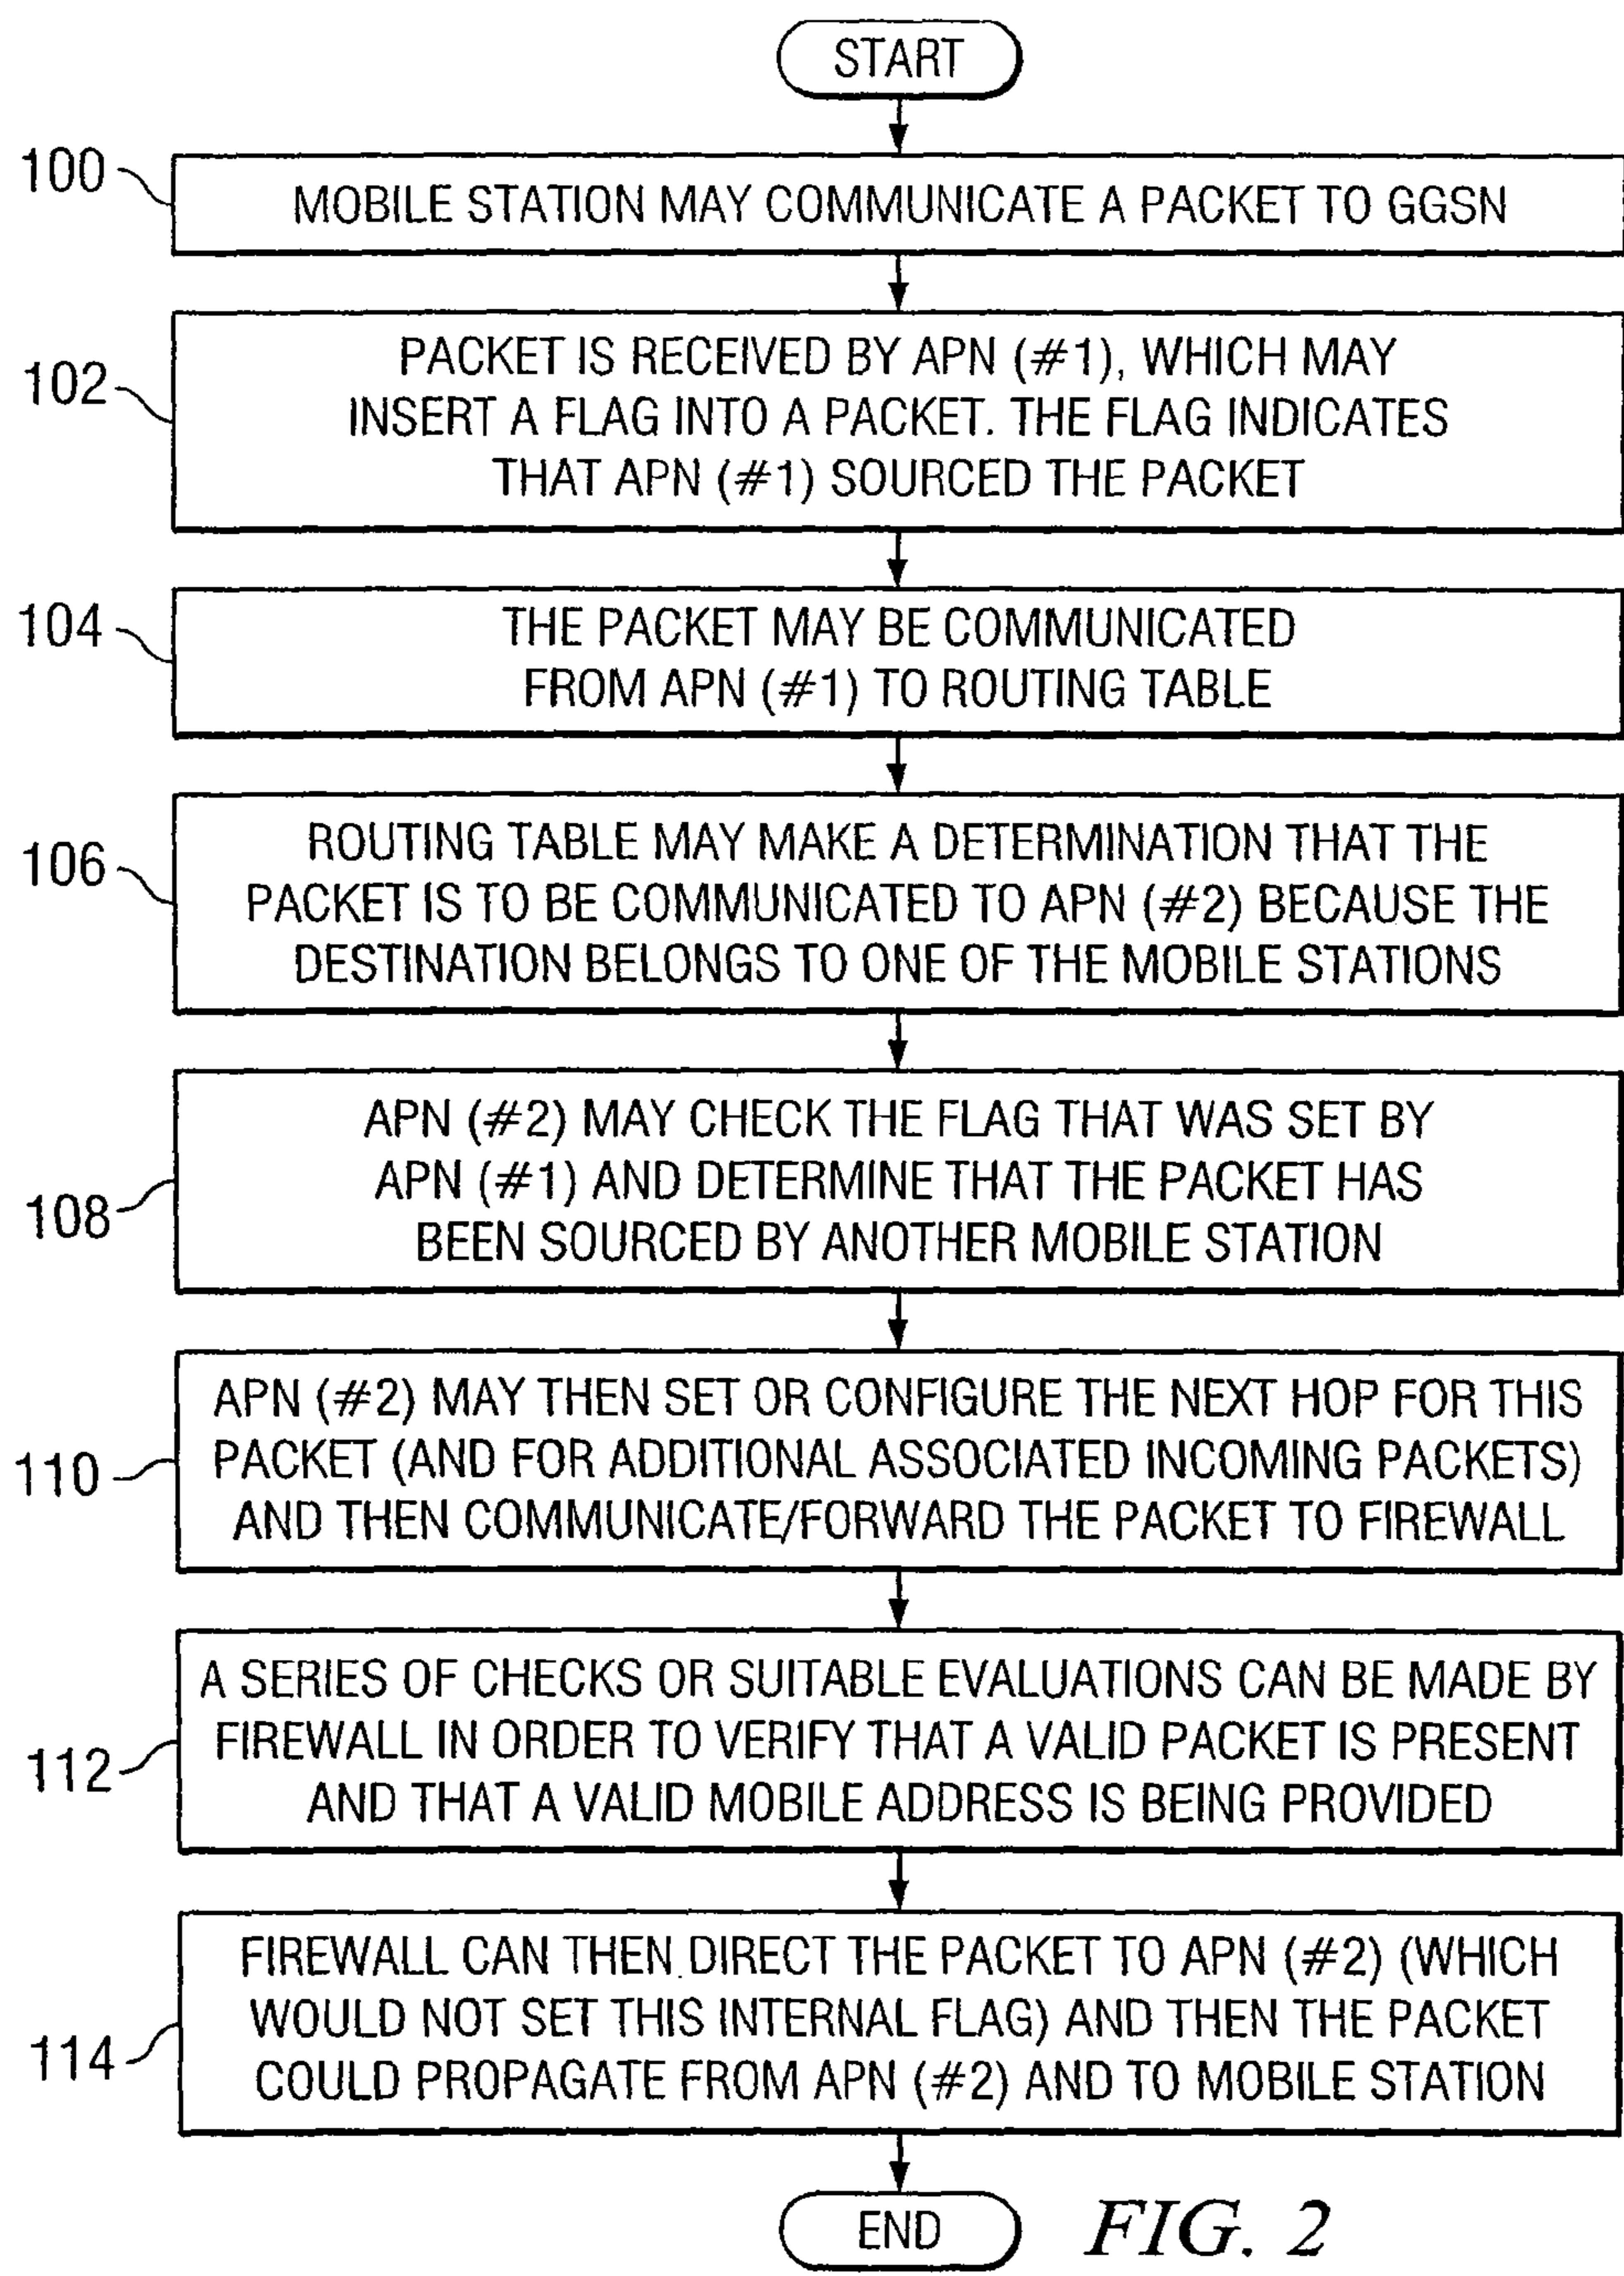 START
100
MOBILE STATION MAY COMMUNICATE A PACKET TO GGSN
102
PACKET IS RECEIVED BY APN (#1), WHICH MAY
INSERT A FLAG INTO A PACKET. THE FLAG INDICATES
THAT APN (#1) SOURCED THE PACKET
104
THE PACKET MAY BE COMMUNICATED
FROM APN (#1) TO ROUTING TABLE
106
ROUTING TABLE MAY MAKE A DETERMINATION THAT THE
PACKET IS TO BE COMMUNICATED TO APN (#2) BECAUSE THE
DESTINATION BELONGS TO ONE OF THE MOBILE STATIONS
108
APN (#2) MAY CHECK THE FLAG THAT WAS SET BY
APN (#1) AND DETERMINE THAT THE PACKET HAS
BEEN SOURCED BY ANOTHER MOBILE STATION
110
APN (#2) MAY THEN SET OR CONFIGURE THE NEXT HOP FOR THIS
PACKET (AND FOR ADDITIONAL ASSOCIATED INCOMING PACKETS)
AND THEN COMMUNICATE/FORWARD THE PACKET TO FIREWALL
112
A SERIES OF CHECKS OR SUITABLE EVALUATIONS CAN BE MADE BY
FIREWALL IN ORDER TO VERIFY THAT A VALID PACKET IS PRESENT
AND THAT A VALID MOBILE ADDRESS IS BEING PROVIDED
114
FIREWALL CAN THEN DIRECT THE PACKET TO APN (#2) (WHICH
WOULD NOT SET THIS INTERNAL FLAG) AND THEN THE PACKET
COULD PROPAGATE FROM APN (#2) AND TO MOBILE STATION
END
FIG. 2